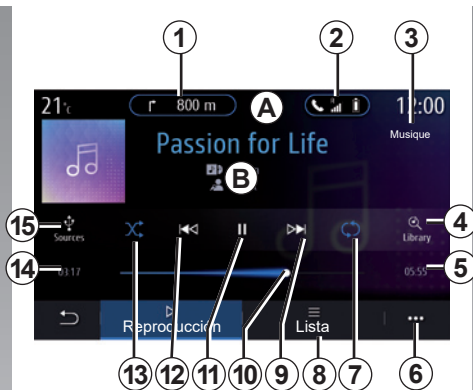 1
2
3
21°c
800 m
A
12:00
Musique
Passion for Life
B
15
Sources
4
Library
14
03:17
05:55
5
Reproducción
Lista
13
12
11
10
9
8
7
6